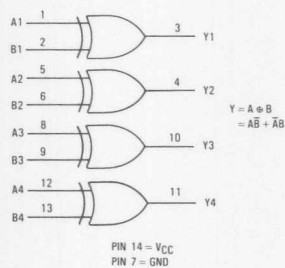 A1 1
3 Y1
B1 2
A2 5
4 Y2
B2 6
Y = A ⊕ B
= AB̅ + A̅B
A3 8
10 Y3
B3 9
A4 12
11 Y4
B4 13
PIN 14 = VCC
PIN 7 = GND